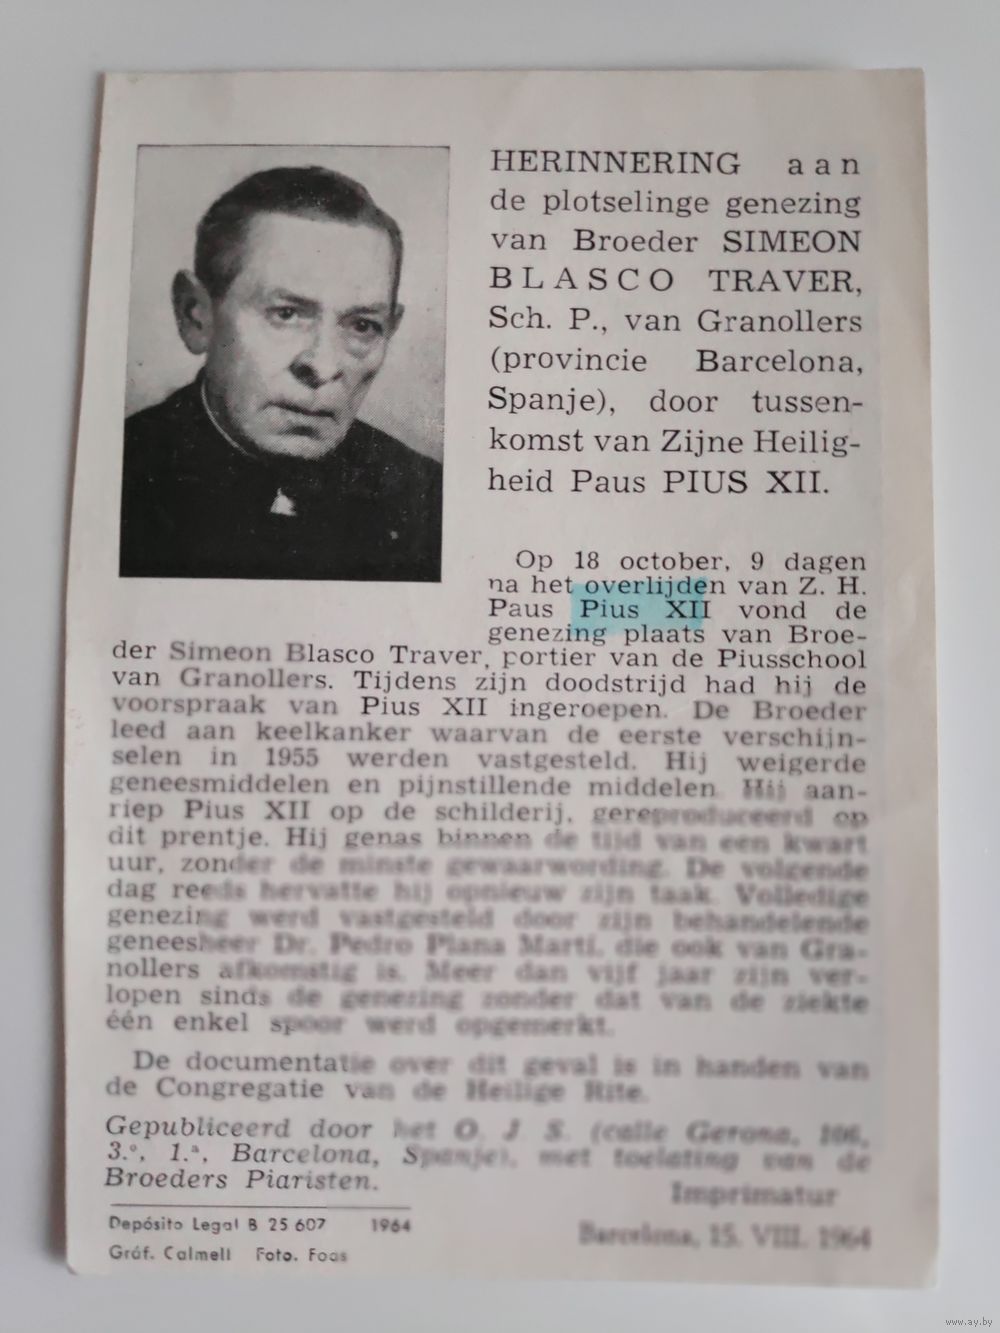 HERINNERING aan
de plotselinge genezing
van Broeder SIMEON
BLASCO TRAVER,
Sch. P., van Granollers
(provincie Barcelona,
Spanje), door tussen-
komst van Zijne Heilig-
heid Paus PIUS XII.
Op 18 october, 9 dagen
na het overlijden van Z. H.
Paus Pius XII vond de
genezing plaats van Broe-
der Simeon Blasco Traver, portier van de Piusschool
van Granollers. Tijdens zijn doodstrijd had hij de
voorspraak van Pius XII ingeroepen. De Broeder
leed aan keelkanker waarvan de eerste verschijn-
selen in 1955 werden vastgesteld. Hij weigerde
geneesmiddelen en pijnstillende middelen. Hij aan-
riep Pius XII op de schilderij, gereproduceerd op
dit prentje. Hij genas binnen de tijd van een kwart
uur, zonder de minste gewaarwording. De volgende
dag reeds hervatte hij opnieuw zijn taak. Volledige
genezing werd vastgesteld door zijn behandelende
geneesheer Dr. Pedro Plana Martí, die ook van Gra-
nollers afkomstig is. Meer dan vijf jaar zijn ver-
lopen sinds de genezing zonder dat van de ziekte
één enkel spoor werd opgemerkt.
De documentatie over dit geval is in handen van
de Congregatie van de Heilige Rite.
Gepubliceerd door het O. J. S. (calle Gerona, 106,
3.º, 1.ª, Barcelona, Spanje), met toelating van de
Broeders Piaristen.
Imprimatur
Barcelona, 15. VIII. 1964
Depósito Legal B 25 607 1964
Gráf. Calmell Foto. Foas
www.ay.by